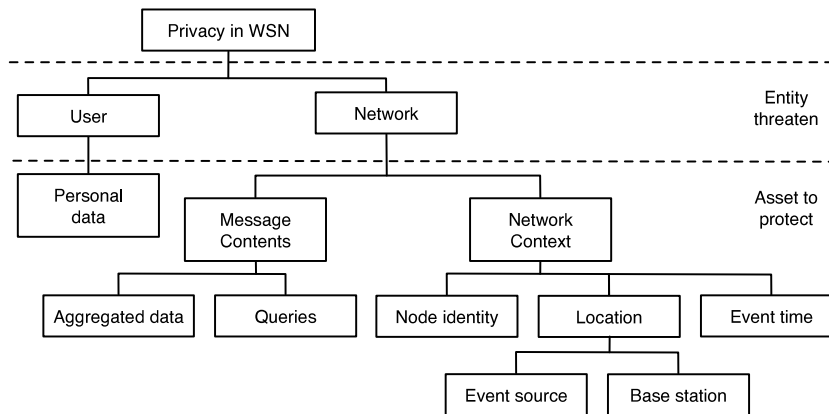 Privacy in WSN
User
Network
Entity
threaten
Personal
data
Message
Contents
Network
Context
Asset to
protect
Aggregated data
Queries
Node identity
Location
Event time
Event source
Base station